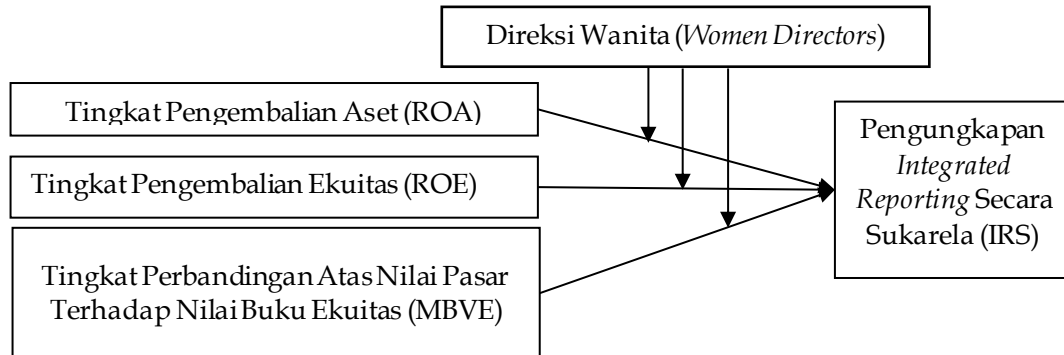 Direksi Wanita (Women Directors)
Tingkat Pengembalian Aset (ROA)
Tingkat Pengembalian Ekuitas (ROE)
Tingkat Perbandingan Atas Nilai Pasar
Terhadap Nilai Buku Ekuitas (MBVE)
Pengungkapan
Integrated
Reporting Secara
Sukarela (IRS)